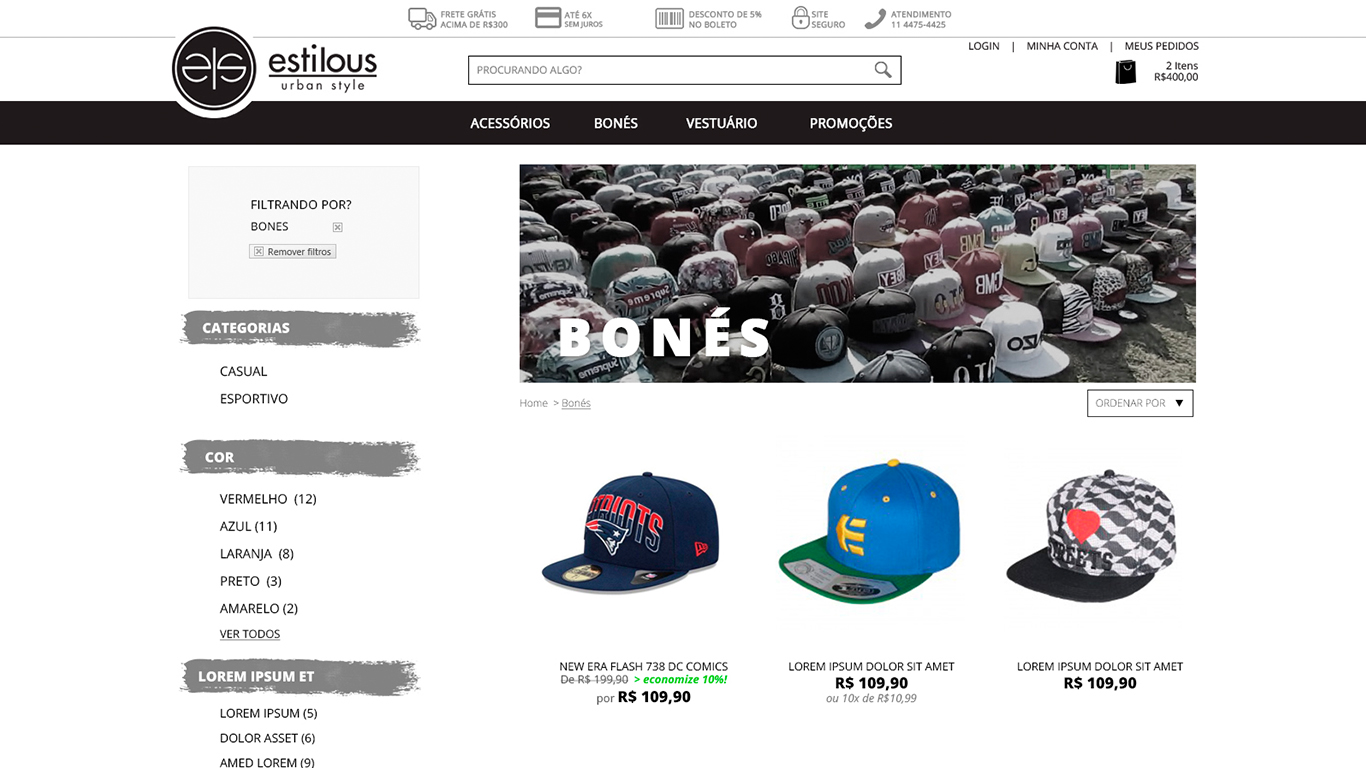 FRETE GRÁTIS
ACIMA DE R$300
ATÉ 6X
SEM JUROS
DESCONTO DE 5%
NO BOLETO
SITE
SEGURO
ATENDIMENTO
11 4475-4425
estilous
urban style
PROCURANDO ALGO?
LOGIN | MINHA CONTA | MEUS PEDIDOS
2 Itens
R$400,00
ACESSÓRIOS BONÉS VESTUÁRIO PROMOÇÕES
FILTRANDO POR?
BONES
Remover filtros
CATEGORIAS
CASUAL
ESPORTIVO
COR
VERMELHO (12)
AZUL (11)
LARANJA (8)
PRETO (3)
AMARELO (2)
VER TODOS
LOREM IPSUM ET
LOREM IPSUM (5)
DOLOR ASSET (6)
AMED LOREM (9)
BONÉS
Home > Bonés
ORDENAR POR
PATRIOTS
NEW ERA FLASH 738 DC COMICS
De R$ 199,90 > economize 10%!
por R$ 109,90
LOREM IPSUM DOLOR SIT AMET
R$ 109,90
ou 10x de R$10,99
I
STREETS
LOREM IPSUM DOLOR SIT AMET
R$ 109,90